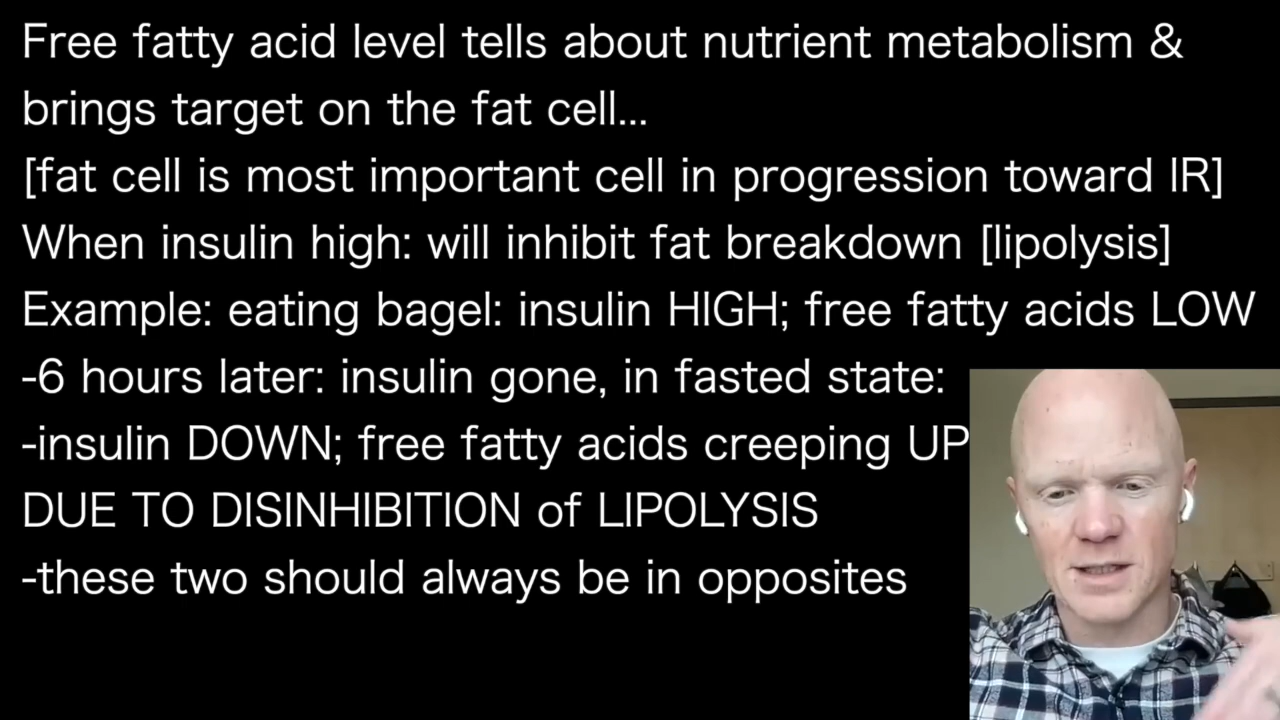 Free fatty acid level tells about nutrient metabolism &
brings target on the fat cell...
[fat cell is most important cell in progression toward IR]
When insulin high: will inhibit fat breakdown [lipolysis]
Example: eating bagel: insulin HIGH; free fatty acids LOW
-6 hours later: insulin gone, in fasted state:
-insulin DOWN; free fatty acids creeping UP
DUE TO DISINHIBITION of LIPOLYSIS
-these two should always be in opposites